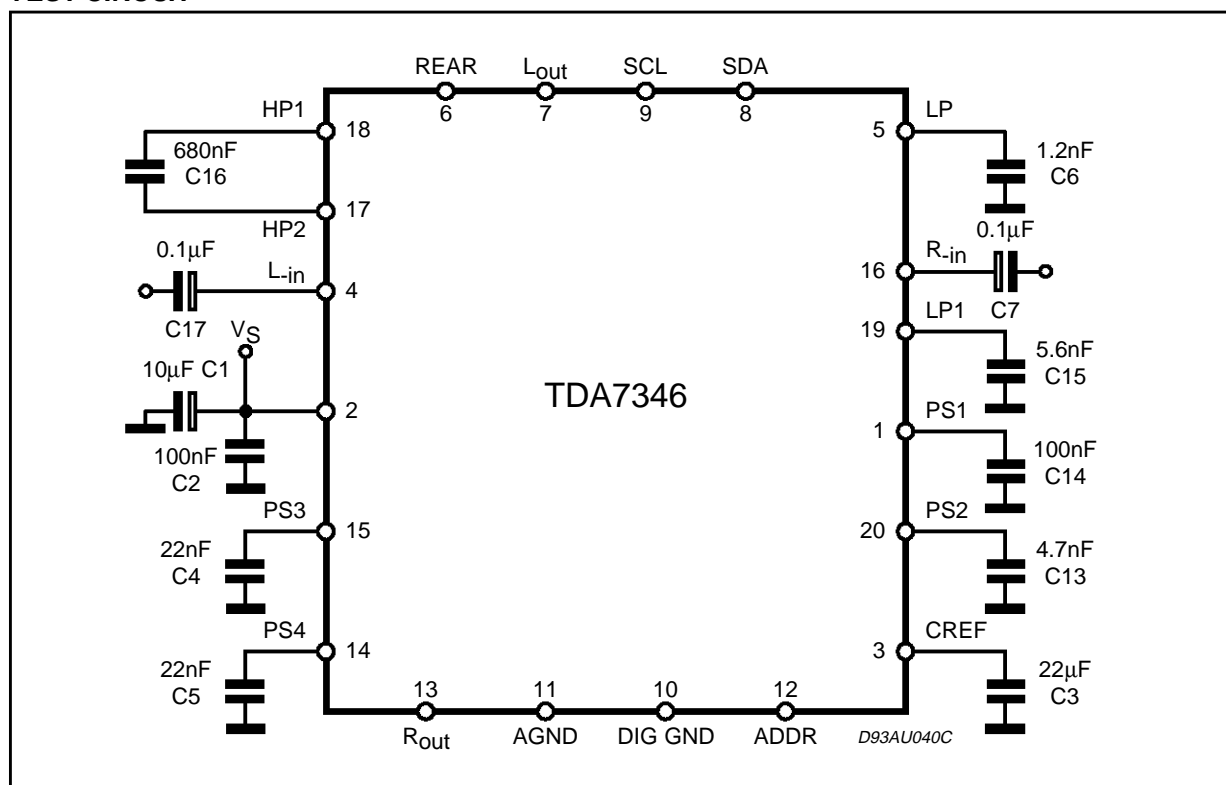 REAR
Lout
SCL
SDA
6
7
9
8
HP1
18
680nF
C16
17
HP2
0.1μF
L-in
4
C17
VS
10μF C1
2
100nF
C2
PS3
15
22nF
C4
PS4
14
22nF
C5
TDA7346
LP
5
1.2nF
C6
0.1μF
R-in
16
C7
LP1
19
5.6nF
C15
PS1
1
100nF
C14
PS2
20
4.7nF
C13
CREF
3
22μF
C3
13
11
10
12
Rout
AGND
DIG GND
ADDR
D93AU040C